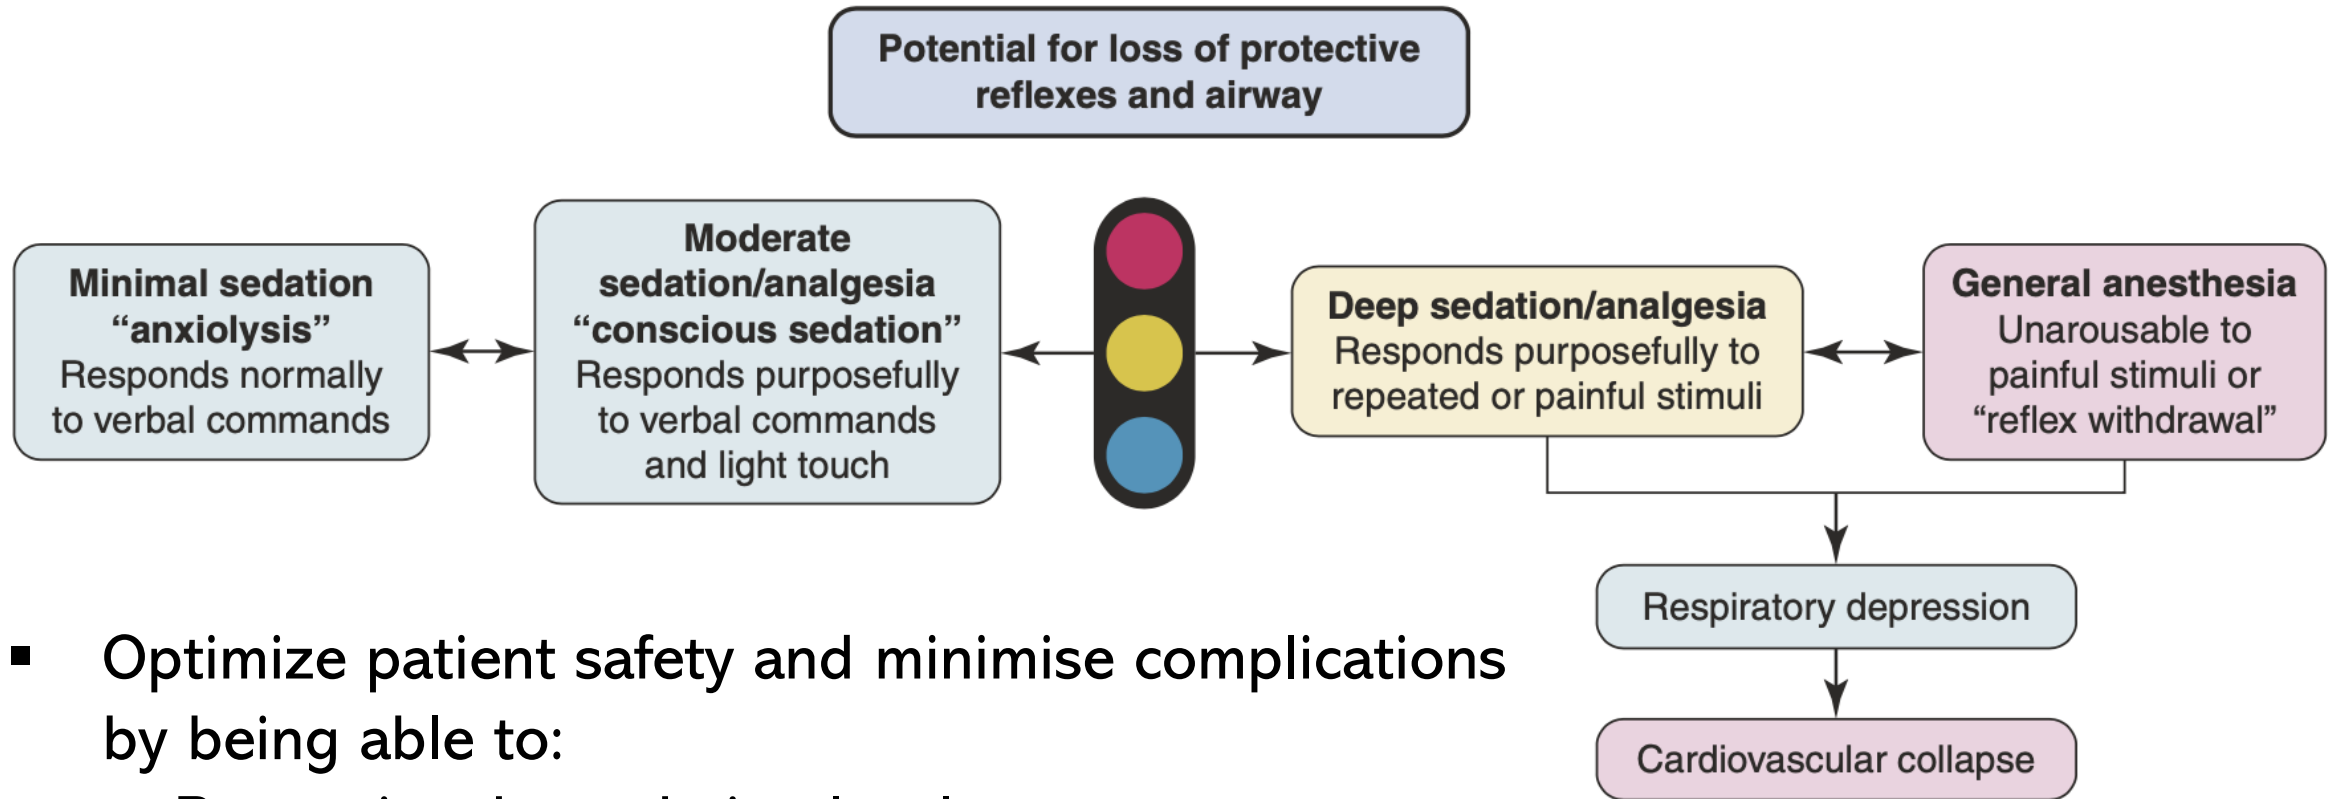 Potential for loss of protective
reflexes and airway
Minimal sedation
“anxiolysis”
Responds normally
to verbal commands
Moderate
sedation/analgesia
“conscious sedation”
Responds purposefully
to verbal commands
and light touch
Deep sedation/analgesia
Responds purposefully to
repeated or painful stimuli
General anesthesia
Unarousable to
painful stimuli or
“reflex withdrawal”
Respiratory depression
Cardiovascular collapse
▪ Optimize patient safety and minimise complications
by being able to: